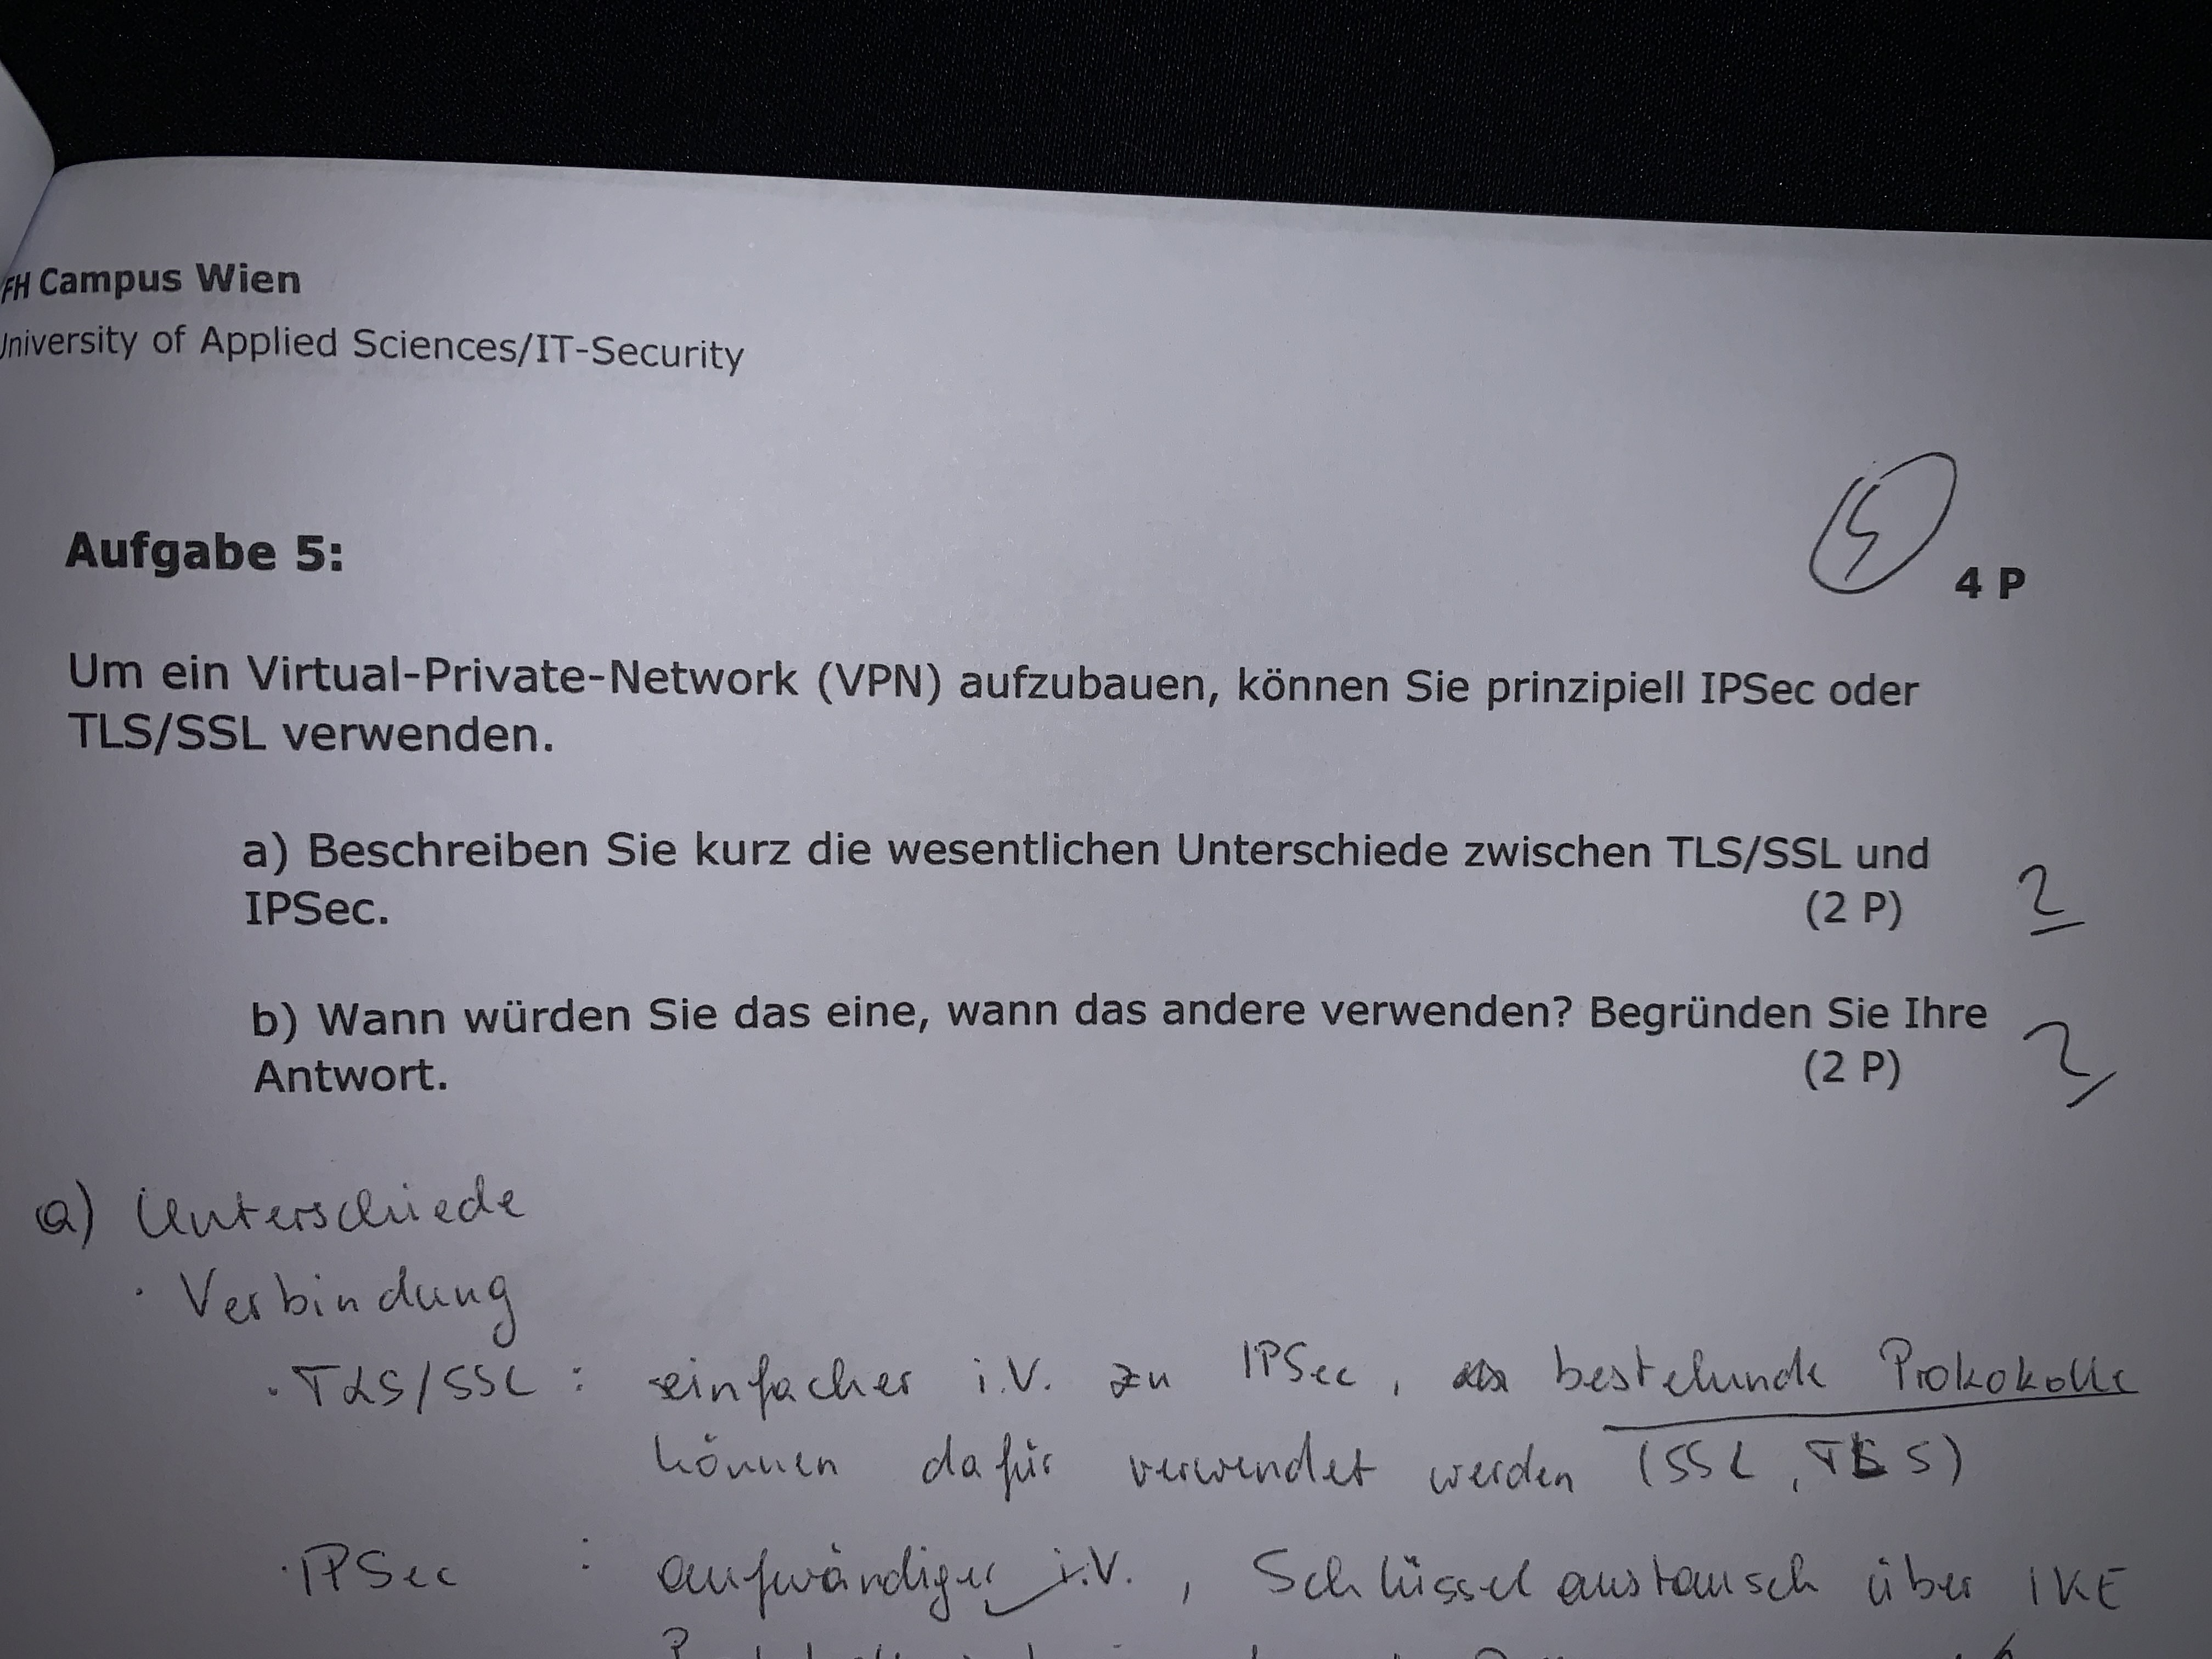 FH Campus Wien
University of Applied Sciences/IT-Security
4
Aufgabe 5:
4 P
Um ein Virtual-Private-Network (VPN) aufzubauen, können Sie prinzipiell IPSec oder
TLS/SSL verwenden.
a) Beschreiben Sie kurz die wesentlichen Unterschiede zwischen TLS/SSL und
IPSec. (2 P) 2
b) Wann würden Sie das eine, wann das andere verwenden? Begründen Sie Ihre
Antwort. (2 P) 2
a) Unterschiede
· Verbindung
· TLS/SSL : einfacher i.V. zu IPSec, bestehende Prokokolle
können dafür verwendet werden (SSL, TLS)
· IPSec : aufwändiger i.V., Schlüsselaustausch über IKE